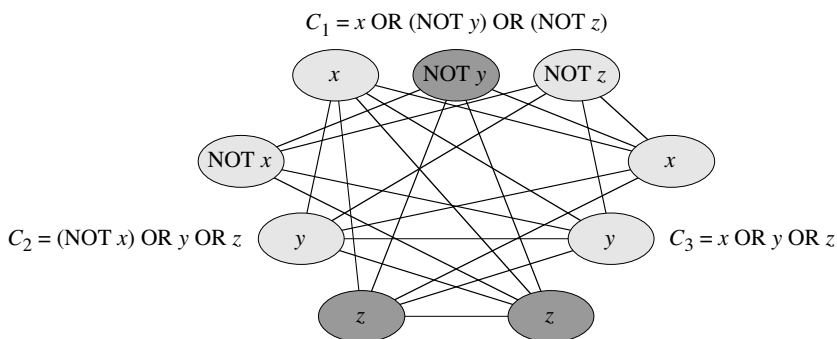 C1 = x OR (NOT y) OR (NOT z)
x NOT y NOT z
NOT x x
C2 = (NOT x) OR y OR z y y C3 = x OR y OR z
z z